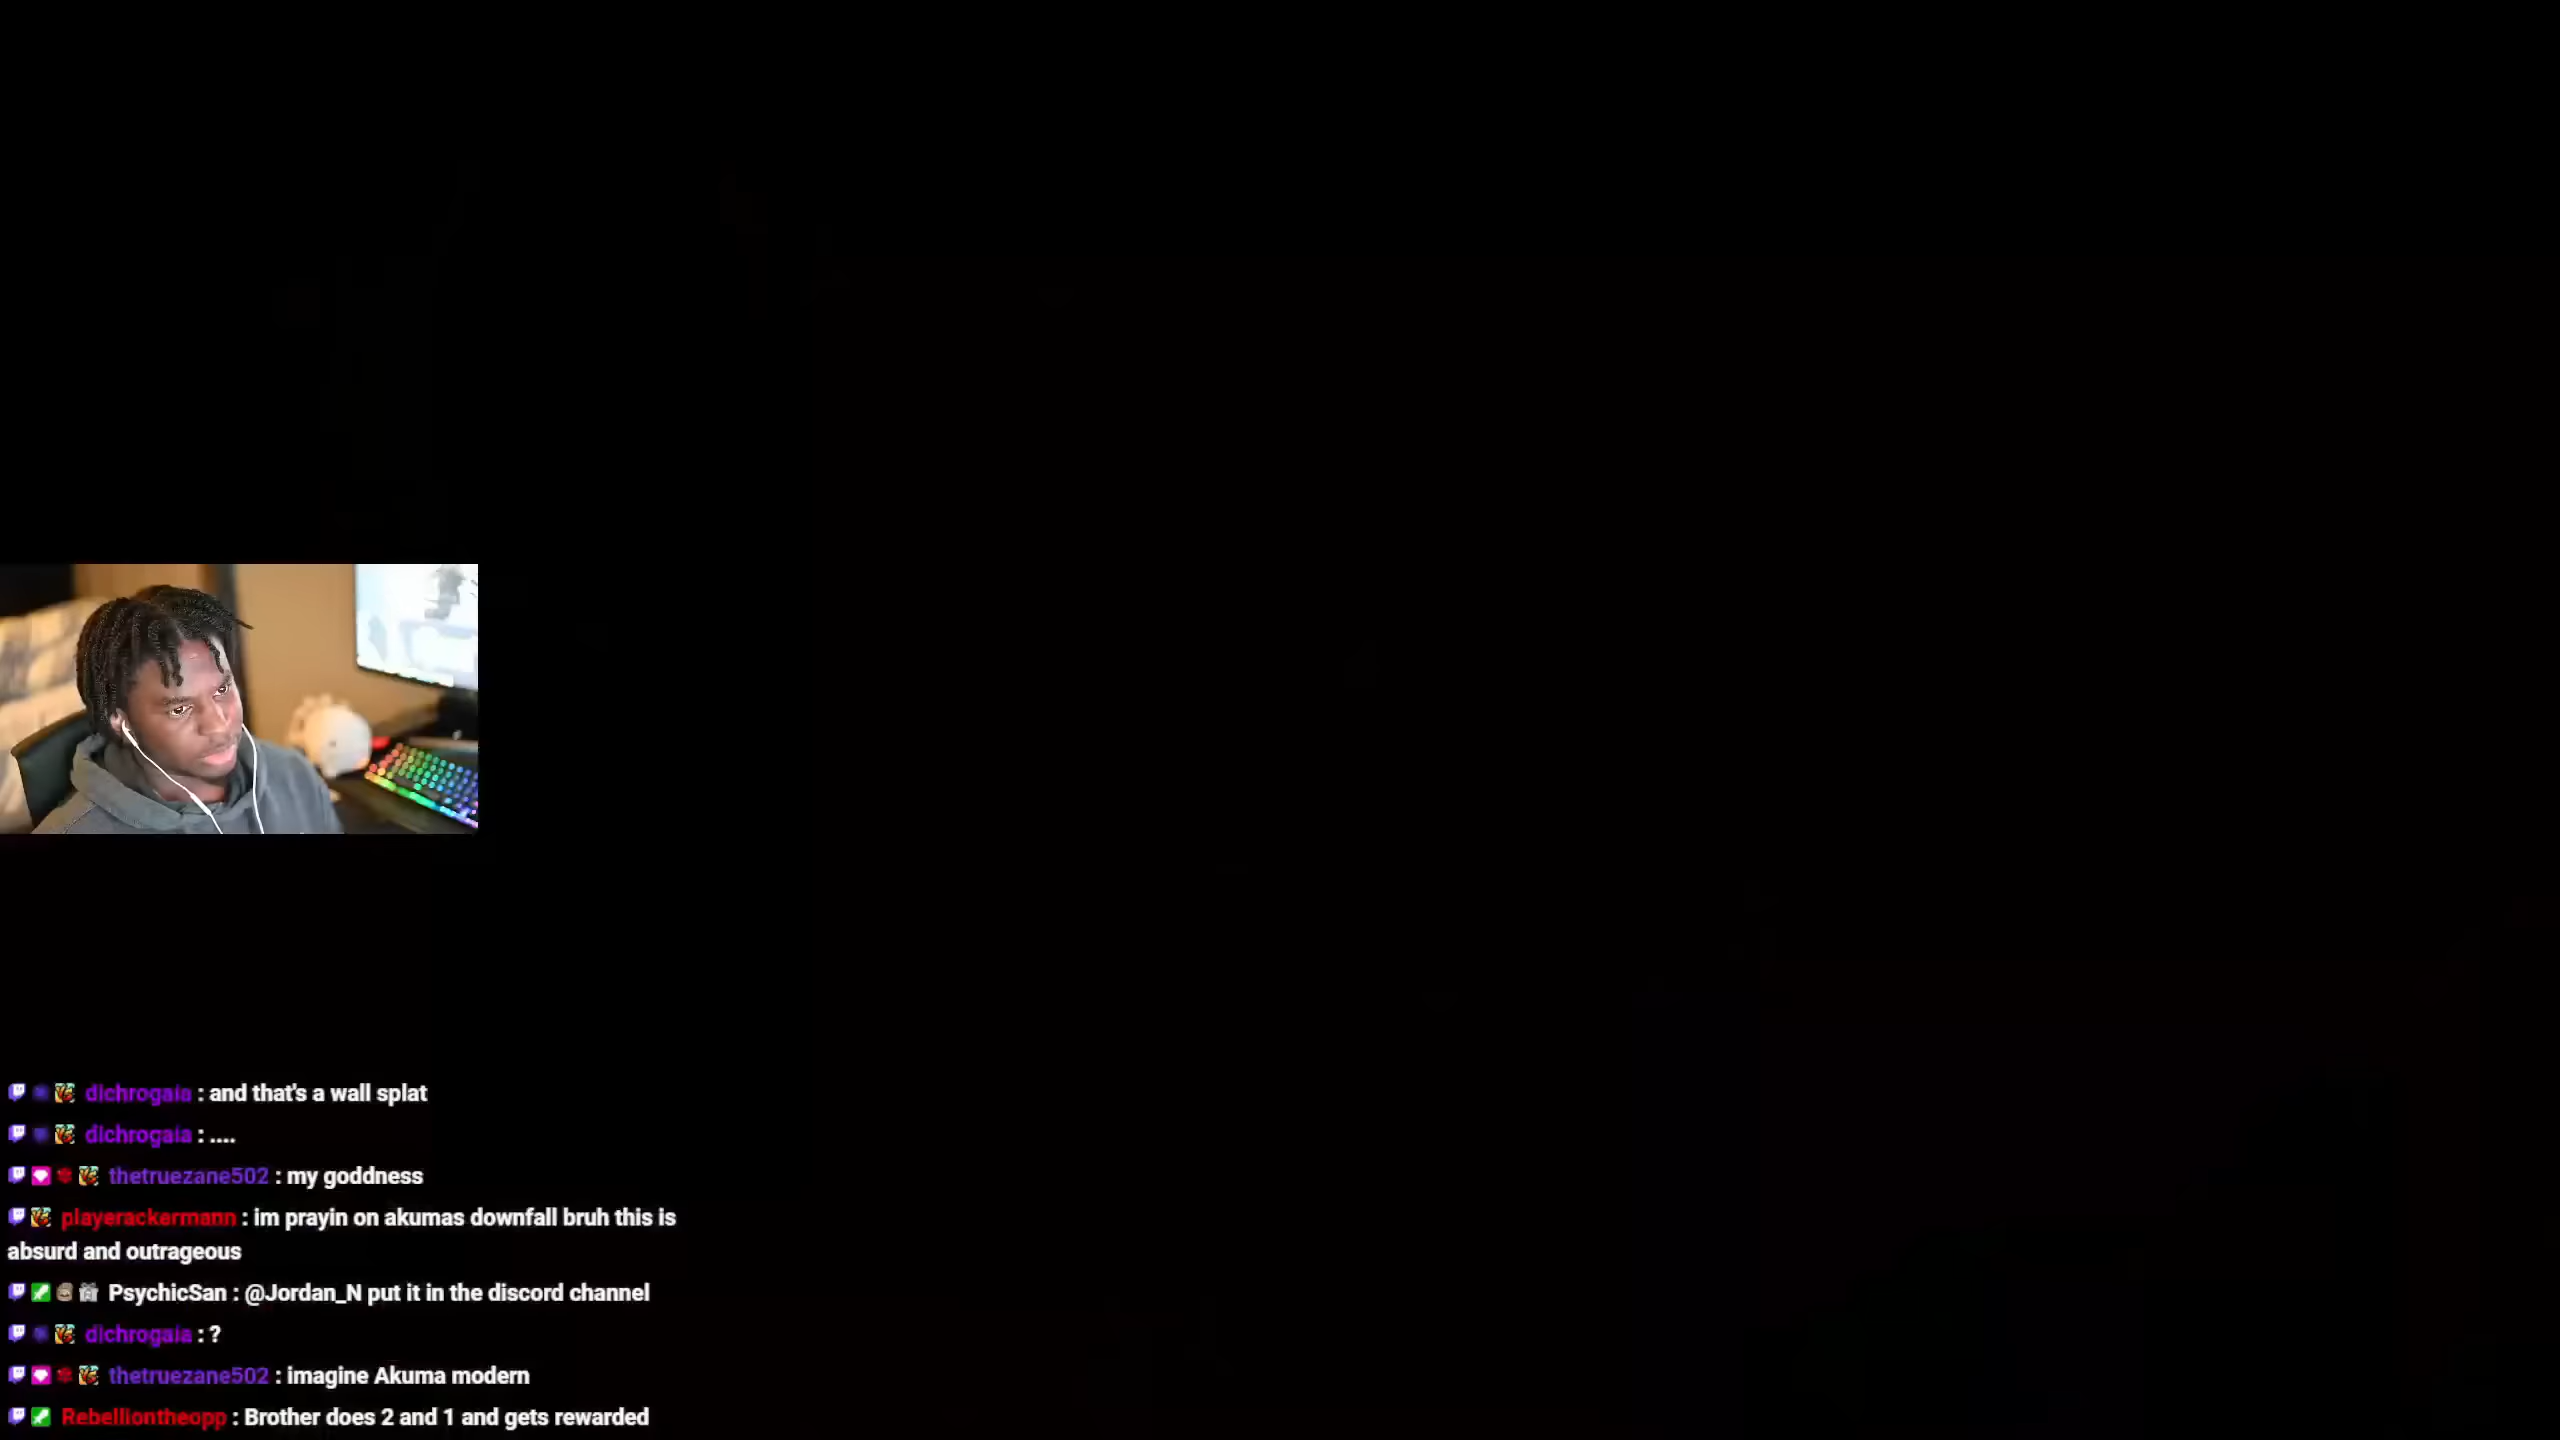 dichrogaia : and that's a wall splat
dichrogaia : ....
thetruezane502 : my goddness
playerackermann : im prayin on akumas downfall bruh this is
absurd and outrageous
PsychicSan : @Jordan_N put it in the discord channel
dichrogaia : ?
thetruezane502 : imagine Akuma modern
Rebelliontheopp : Brother does 2 and 1 and gets rewarded